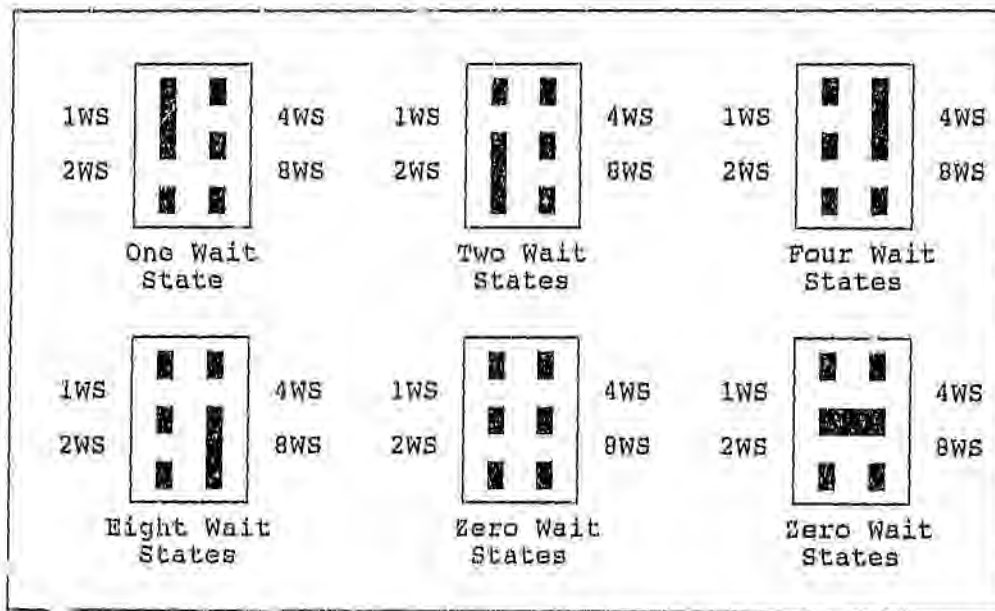 1WS 4WS 1WS 4WS 1WS 4WS
2WS 8WS 2WS 8WS 2WS 8WS
One Wait Two Wait Four Wait
State States States
1WS 4WS 1WS 4WS 1WS 4WS
2WS 8WS 2WS 8WS 2WS 8WS
Eight Wait Zero Wait Zero Wait
States States States